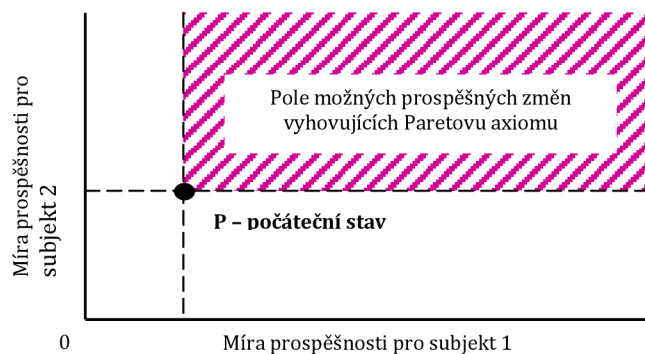 Míra prospěšnosti pro
subjekt 2
Pole možných prospěšných změn
vyhovujících Paretovu axiomu
P – počáteční stav
0
Míra prospěšnosti pro subjekt 1